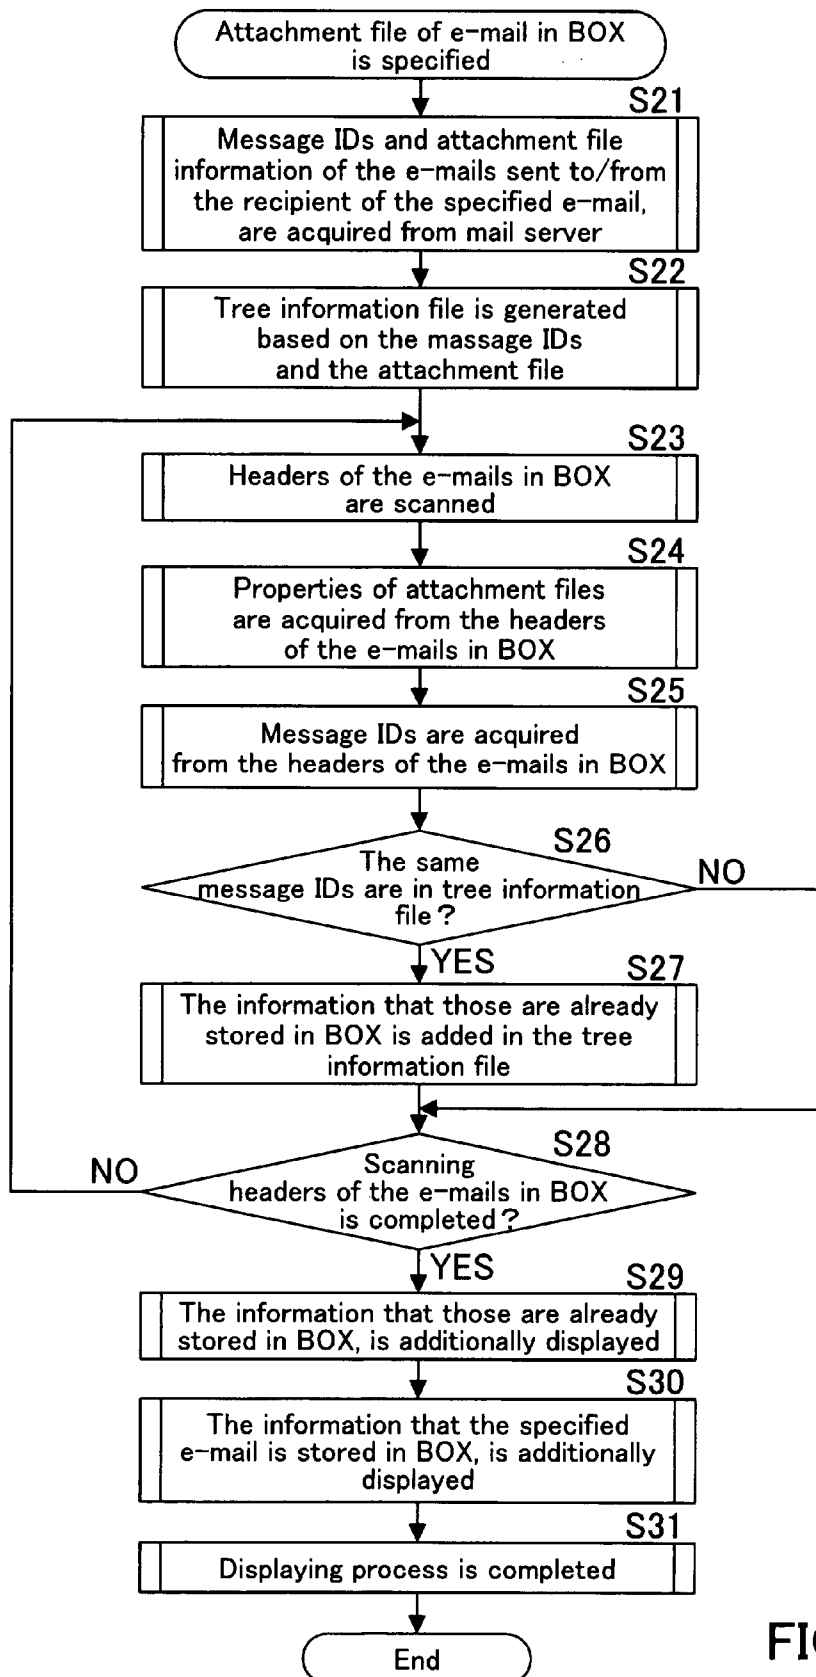 Attachment file of e-mail in BOX
is specified
S21
Message IDs and attachment file
information of the e-mails sent to/from
the recipient of the specified e-mail,
are acquired from mail server
S22
Tree information file is generated
based on the massage IDs
and the attachment file
S23
Headers of the e-mails in BOX
are scanned
S24
Properties of attachment files
are acquired from the headers
of the e-mails in BOX
S25
Message IDs are acquired
from the headers of the e-mails in BOX
S26
The same
message IDs are in tree information
file?
NO
YES
S27
The information that those are already
stored in BOX is added in the tree
information file
S28
Scanning
headers of the e-mails in BOX
is completed?
NO
YES
S29
The information that those are already
stored in BOX, is additionally displayed
S30
The information that the specified
e-mail is stored in BOX, is additionally
displayed
S31
Displaying process is completed
End